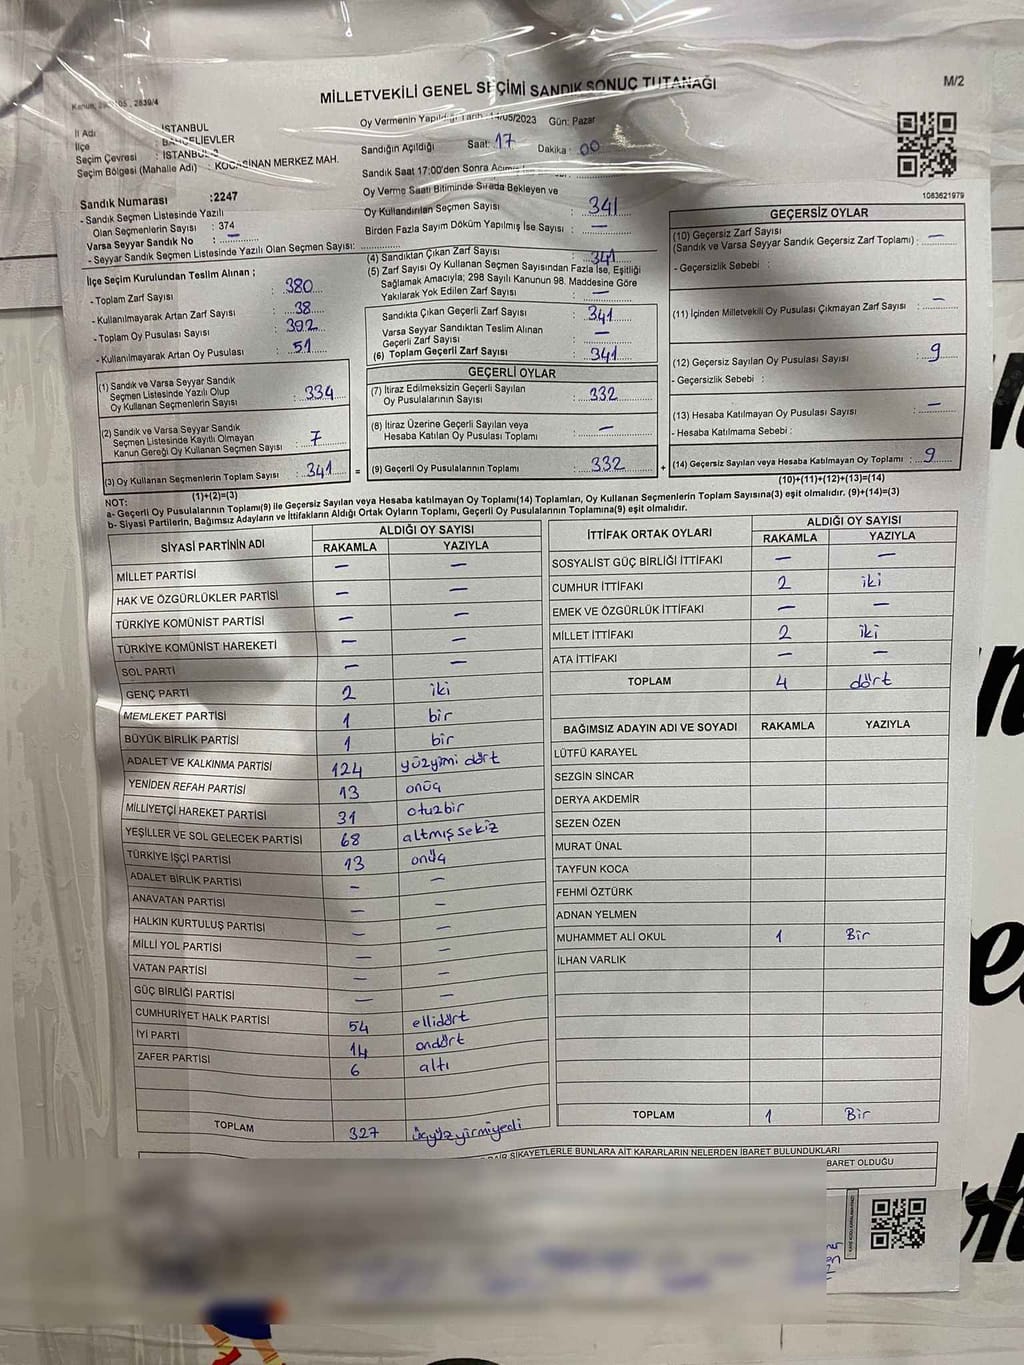 MİLLETVEKİLİ GENEL SEÇİMİ SANDIK SONUÇ TUTANAĞI
M/2
2839/4
İl Adı : İSTANBUL
İlçe : BAHÇELİEVLER
Seçim Çevresi : İSTANBUL
Seçim Bölgesi (Mahalle Adı) : KOCASİNAN MERKEZ MAH.
Sandık Numarası :2247
- Sandık Seçmen Listesinde Yazılı
Olan Seçmenlerin Sayısı : 374
Varsa Seyyar Sandık No : —
- Seyyar Sandık Seçmen Listesinde Yazılı Olan Seçmen Sayısı:
İlçe Seçim Kurulundan Teslim Alınan ;
- Toplam Zarf Sayısı : 380
- Kullanılmayarak Artan Zarf Sayısı : 38
- Toplam Oy Pusulası Sayısı : 392
- Kullanılmayarak Artan Oy Pusulası : 51
(1) Sandık ve Varsa Seyyar Sandık
Seçmen Listesinde Yazılı Olup
Oy Kullanan Seçmenlerin Sayısı : 334
(2) Sandık ve Varsa Seyyar Sandık
Seçmen Listesinde Kayıtlı Olmayan
Kanun Gereği Oy Kullanan Seçmen Sayısı : 7
(3) Oy Kullanan Seçmenlerin Toplam Sayısı : 341 =
(1)+(2)=(3)
Oy Vermenin Yapıldığı Tarih 14/05/2023 Gün: Pazar
Sandığın Açıldığı Saat: 17 Dakika : 00
Sandık Saat 17:00'den Sonra
Oy Verme Saati Bitiminde Sırada Bekleyen ve
Oy Kullandırılan Seçmen Sayısı : 341
Birden Fazla Sayım Döküm Yapılmış İse Sayısı : —
(4) Sandıktan Çıkan Zarf Sayısı : 341
(5) Zarf Sayısı Oy Kullanan Seçmen Sayısından Fazla İse, Eşitliği
Sağlamak Amacıyla; 298 Sayılı Kanunun 98. Maddesine Göre
Yakılarak Yok Edilen Zarf Sayısı : —
Sandıkta Çıkan Geçerli Zarf Sayısı : 341
Varsa Seyyar Sandıktan Teslim Alınan
Geçerli Zarf Sayısı : —
(6) Toplam Geçerli Zarf Sayısı : 341
GEÇERLİ OYLAR
(7) İtiraz Edilmeksizin Geçerli Sayılan
Oy Pusulalarının Sayısı : 332
(8) İtiraz Üzerine Geçerli Sayılan veya
Hesaba Katılan Oy Pusulası Toplamı : —
(9) Geçerli Oy Pusulalarının Toplamı : 332 +
1063621979
GEÇERSİZ OYLAR
(10) Geçersiz Zarf Sayısı
(Sandık ve Varsa Seyyar Sandık Geçersiz Zarf Toplamı) : —
- Geçersizlik Sebebi :
(11) İçinden Milletvekili Oy Pusulası Çıkmayan Zarf Sayısı : —
(12) Geçersiz Sayılan Oy Pusulası Sayısı : 9
- Geçersizlik Sebebi :
(13) Hesaba Katılmayan Oy Pusulası Sayısı : —
- Hesaba Katılmama Sebebi :
(14) Geçersiz Sayılan veya Hesaba Katılmayan Oy Toplamı : 9
(10)+(11)+(12)+(13)=(14)
NOT:
a- Geçerli Oy Pusulalarının Toplamı(9) ile Geçersiz Sayılan veya Hesaba katılmayan Oy Toplamı(14) Toplamları, Oy Kullanan Seçmenlerin Toplam Sayısına(3) eşit olmalıdır. (9)+(14)=(3)
b- Siyasi Partilerin, Bağımsız Adayların ve İttifakların Aldığı Ortak Oyların Toplamı, Geçerli Oy Pusulalarının Toplamına(9) eşit olmalıdır.
SİYASİ PARTİNİN ADI ALDIĞI OY SAYISI
RAKAMLA YAZIYLA
MİLLET PARTİSİ — —
HAK VE ÖZGÜRLÜKLER PARTİSİ — —
TÜRKİYE KOMÜNİST PARTİSİ — —
TÜRKİYE KOMÜNİST HAREKETİ — —
SOL PARTİ — —
GENÇ PARTİ 2 iki
MEMLEKET PARTİSİ 1 bir
BÜYÜK BİRLİK PARTİSİ 1 bir
ADALET VE KALKINMA PARTİSİ 124 yüzyirmi dört
YENİDEN REFAH PARTİSİ 13 onüç
MİLLİYETÇİ HAREKET PARTİSİ 31 otuzbir
YEŞİLLER VE SOL GELECEK PARTİSİ 68 altmışsekiz
TÜRKİYE İŞÇİ PARTİSİ 13 onüç
ADALET BİRLİK PARTİSİ — —
ANAVATAN PARTİSİ — —
HALKIN KURTULUŞ PARTİSİ — —
MİLLİ YOL PARTİSİ — —
VATAN PARTİSİ — —
GÜÇ BİRLİĞİ PARTİSİ — —
CUMHURİYET HALK PARTİSİ 54 ellidört
İYİ PARTİ 14 ondört
ZAFER PARTİSİ 6 altı
TOPLAM 327 üçyüzyirmiyedi
İTTİFAK ORTAK OYLARI ALDIĞI OY SAYISI
RAKAMLA YAZIYLA
SOSYALİST GÜÇ BİRLİĞİ İTTİFAKI — —
CUMHUR İTTİFAKI 2 iki
EMEK VE ÖZGÜRLÜK İTTİFAKI — —
MİLLET İTTİFAKI 2 iki
ATA İTTİFAKI — —
TOPLAM 4 dört
BAĞIMSIZ ADAYIN ADI VE SOYADI RAKAMLA YAZIYLA
LÜTFÜ KARAYEL
SEZGİN SİNCAR
DERYA AKDEMİR
SEZEN ÖZEN
MURAT ÜNAL
TAYFUN KOCA
FEHMİ ÖZTÜRK
ADNAN YELMEN
MUHAMMET ALİ OKUL 1 Bir
İLHAN VARLIK
TOPLAM 1 Bir
ŞİKAYETLERLE BUNLARA AİT KARARLARIN NELERDEN İBARET BULUNDUKLARI
BARET OLDUĞU